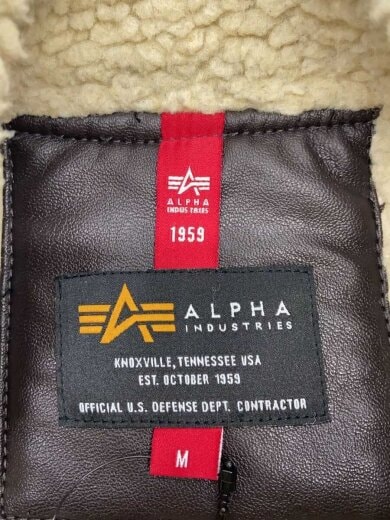 ALPHA
INDUSTRIES
1959
ALPHA
INDUSTRIES
KNOXVILLE, TENNESSEE USA
EST. OCTOBER 1959
OFFICIAL U.S. DEFENSE DEPT. CONTRACTOR
M